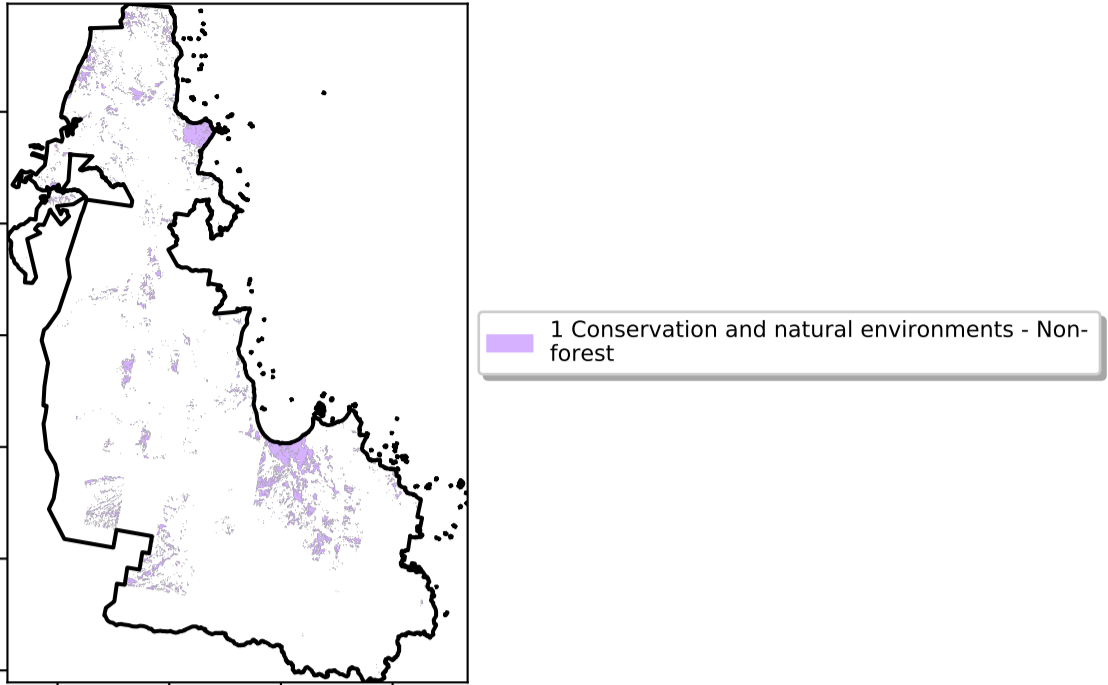 1 Conservation and natural environments - Non-
forest